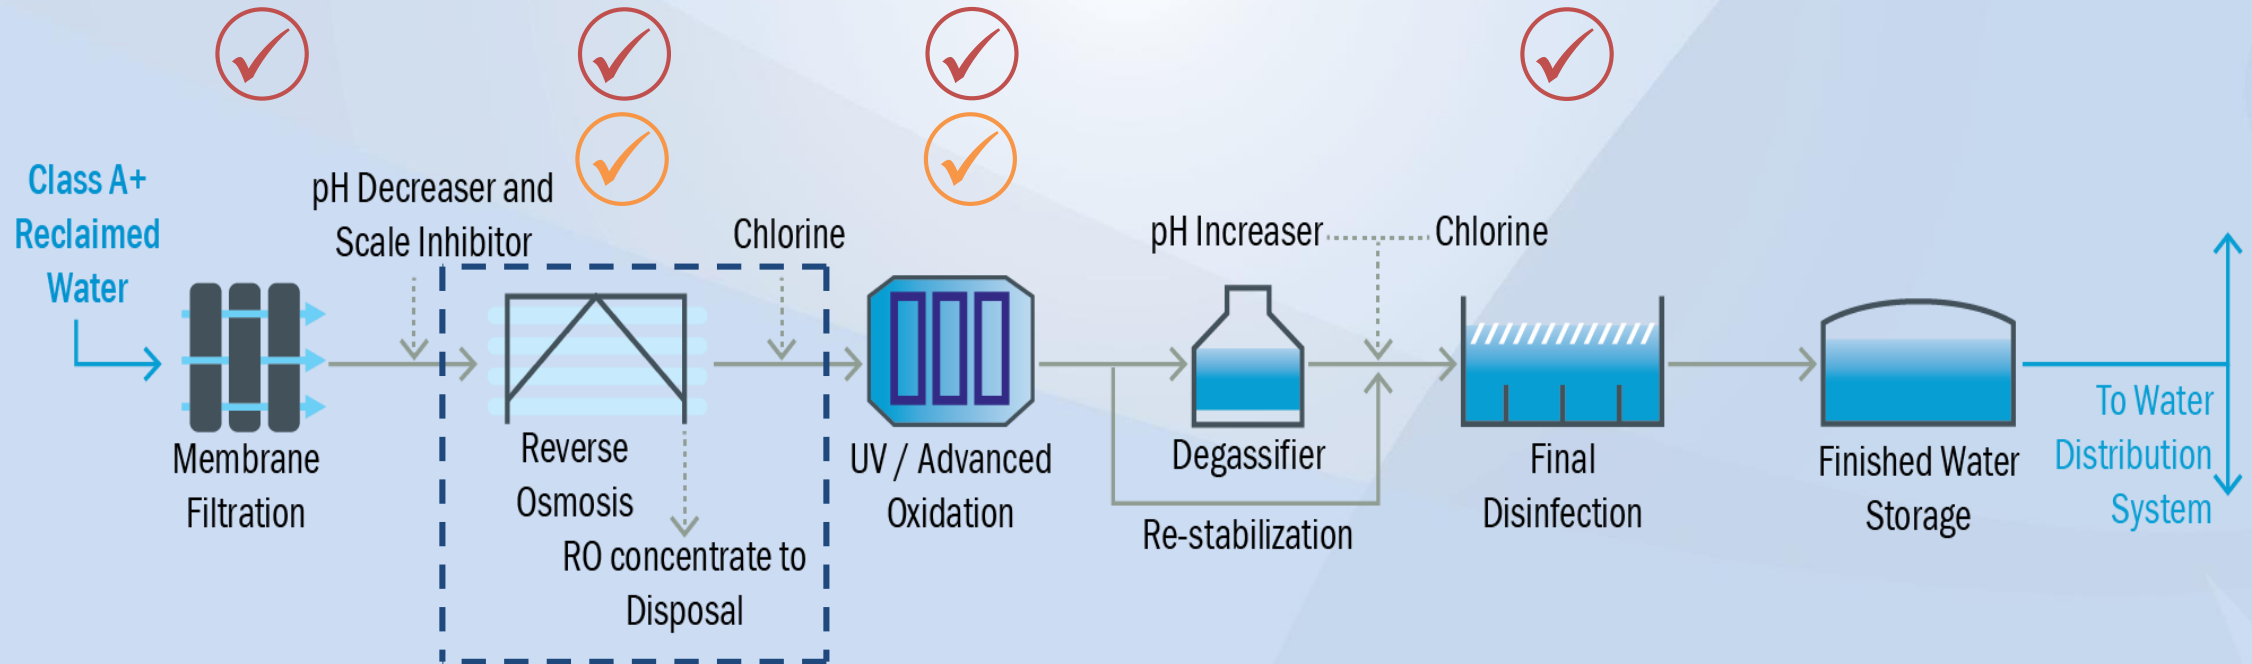 Class A+
Reclaimed
Water
Membrane
Filtration
pH Decreaser and
Scale Inhibitor
Reverse
Osmosis
RO concentrate to
Disposal
Chlorine
UV / Advanced
Oxidation
pH Increaser
Chlorine
Degassifier
Re-stabilization
Final
Disinfection
Finished Water
Storage
To Water
Distribution
System